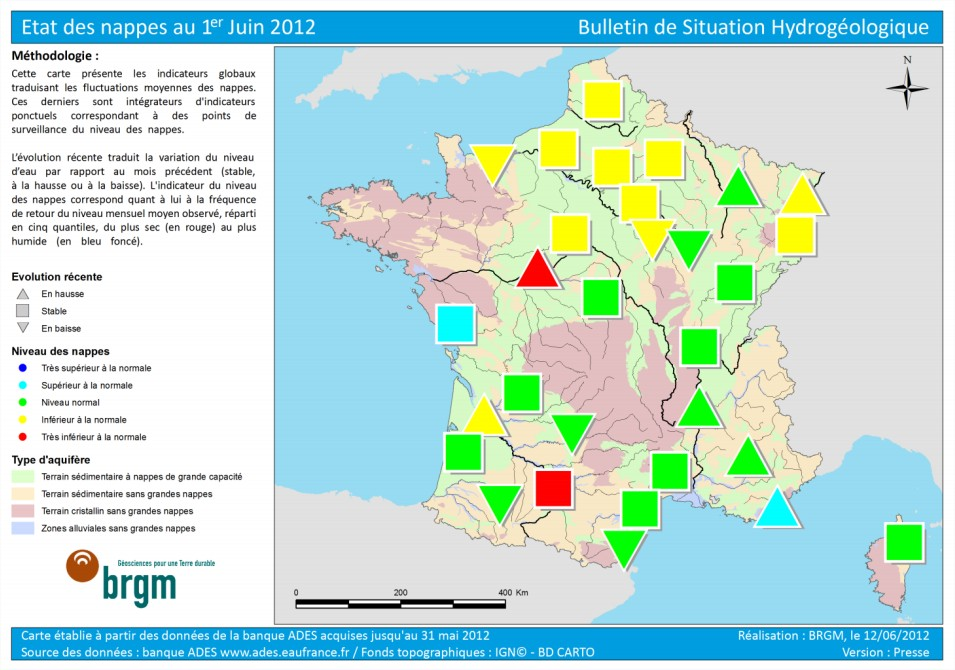 Etat des nappes au 1er Juin 2012
Bulletin de Situation Hydrogéologique
Méthodologie :
Cette carte présente les indicateurs globaux
traduisant les fluctuations moyennes des nappes.
Ces derniers sont intégrateurs d'indicateurs
ponctuels correspondant à des points de
surveillance du niveau des nappes.
L'évolution récente traduit la variation du niveau
d'eau par rapport au mois précédent (stable,
à la hausse ou à la baisse). L'indicateur du niveau
des nappes correspond quant à lui à la fréquence
de retour du niveau mensuel moyen observé, réparti
en cinq quantiles, du plus sec (en rouge) au plus
humide (en bleu foncé).
Evolution récente
En hausse
Stable
En baisse
Niveau des nappes
Très supérieur à la normale
Supérieur à la normale
Niveau normal
Inférieur à la normale
Très inférieur à la normale
Type d'aquifère
Terrain sédimentaire à nappes de grande capacité
Terrain sédimentaire sans grandes nappes
Terrain cristallin sans grandes nappes
Zones alluviales sans grandes nappes
Géosciences pour une Terre durable
brgm
N
0 200 400 Km
Carte établie à partir des données de la banque ADES acquises jusqu'au 31 mai 2012
Source des données : banque ADES www.ades.eaufrance.fr / Fonds topographiques : IGN© - BD CARTO
Réalisation : BRGM, le 12/06/2012
Version : Presse